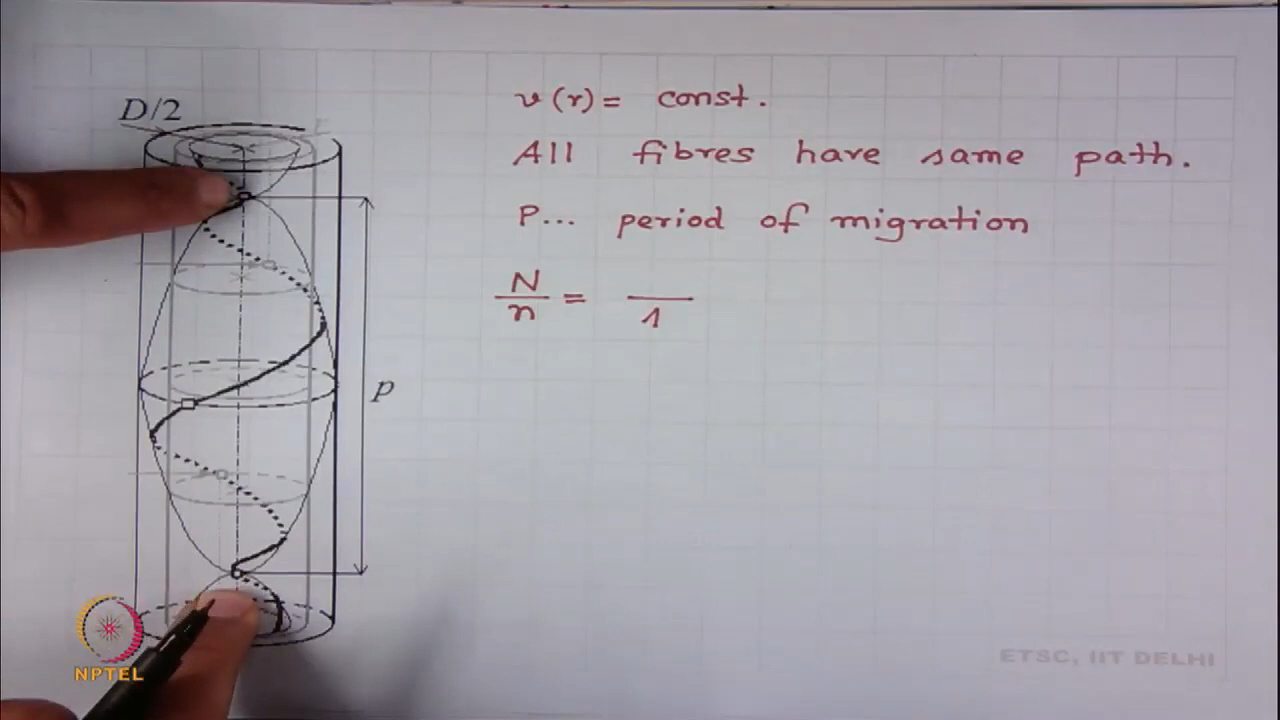 D/2
p
ν(r) = const.
All fibres have same path.
P... period of migration
N/n = /1
NPTEL
ETSC, IIT DELHI